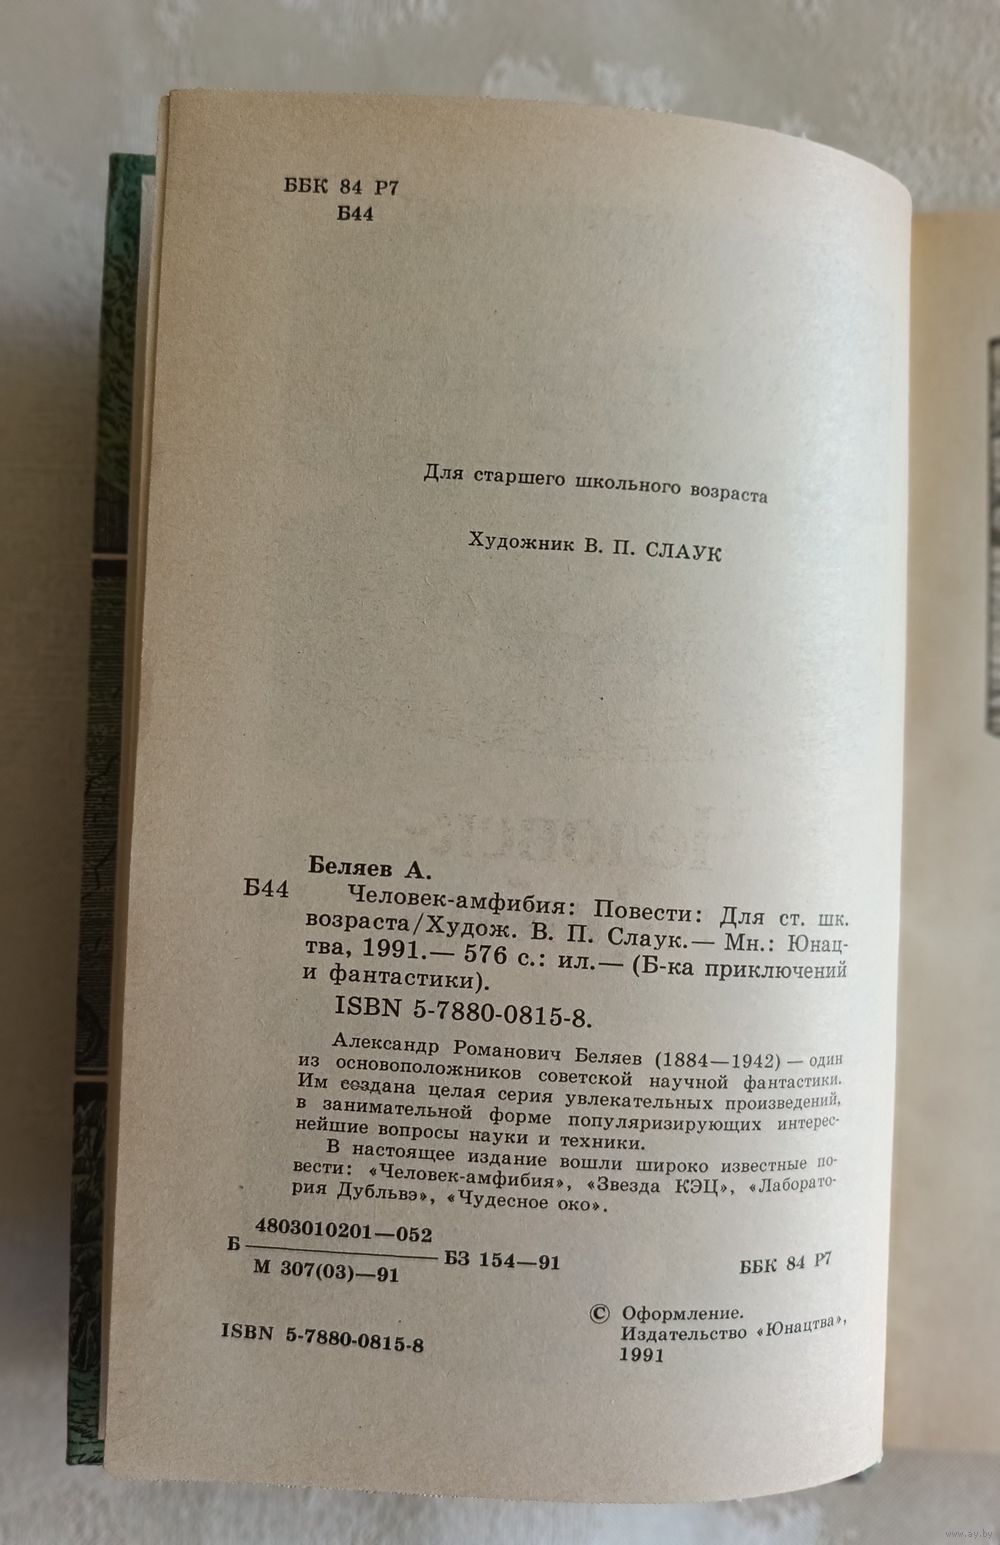 ББК 84 Р7
Б44
Для старшего школьного возраста
Художник В. П. СЛАУК
Беляев А.
Б44 Человек-амфибия: Повести: Для ст. шк.
возраста/Худож. В. П. Слаук.— Мн.: Юнац-
тва, 1991.— 576 с.: ил.— (Б-ка приключений
и фантастики).
ISBN 5-7880-0815-8.
Александр Романович Беляев (1884—1942) — один
из основоположников советской научной фантастики.
Им создана целая серия увлекательных произведений,
в занимательной форме популяризирующих интерес-
нейшие вопросы науки и техники.
В настоящее издание вошли широко известные по-
вести: «Человек-амфибия», «Звезда КЭЦ», «Лаборато-
рия Дубльвэ», «Чудесное око».
4803010201—052
Б БЗ 154—91
М 307(03)—91
ББК 84 Р7
ISBN 5-7880-0815-8
© Оформление.
Издательство «Юнацтва»,
1991
www.ay.by